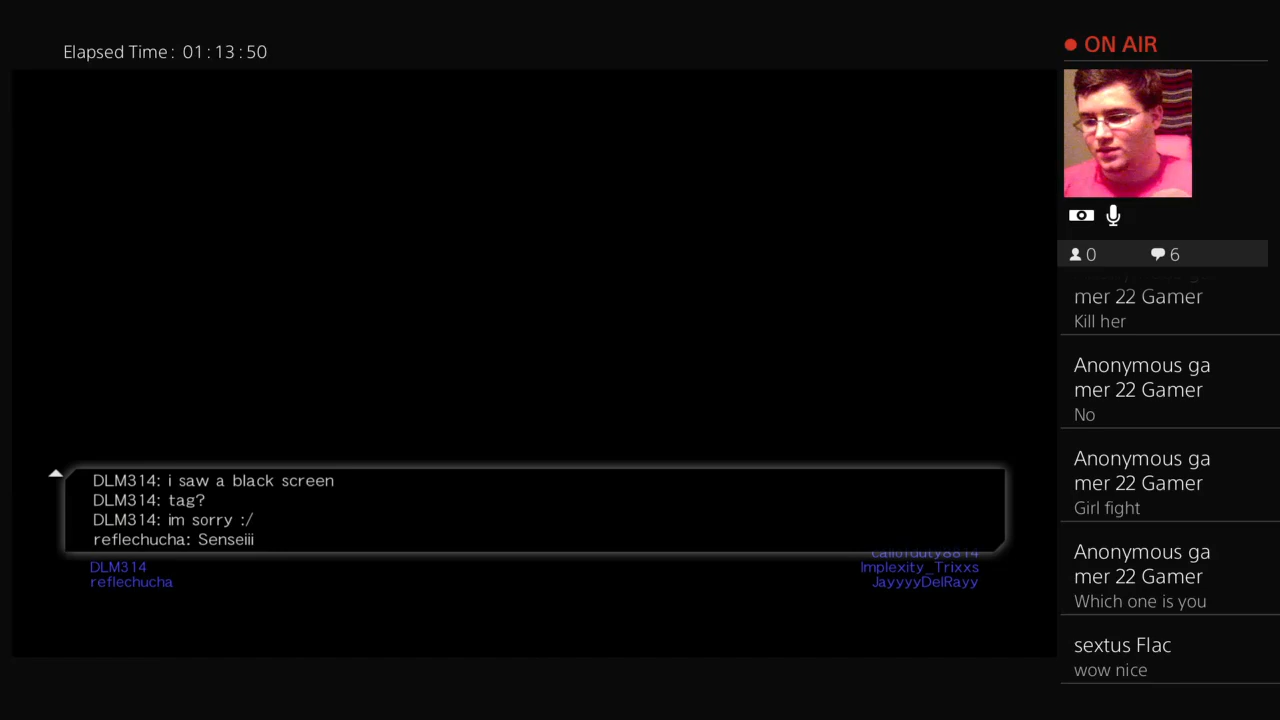 Elapsed Time: 01:13:50
ON AIR
0 6
mer 22 Gamer
Kill her
Anonymous ga
mer 22 Gamer
No
Anonymous ga
mer 22 Gamer
Girl fight
Anonymous ga
mer 22 Gamer
Which one is you
sextus Flac
wow nice
DLM314: i saw a black screen
DLM314: tag?
DLM314: im sorry :/
reflechucha: Senseiii
DLM314
reflechucha
Implexity_Trixxs
JayyyyDelRayy